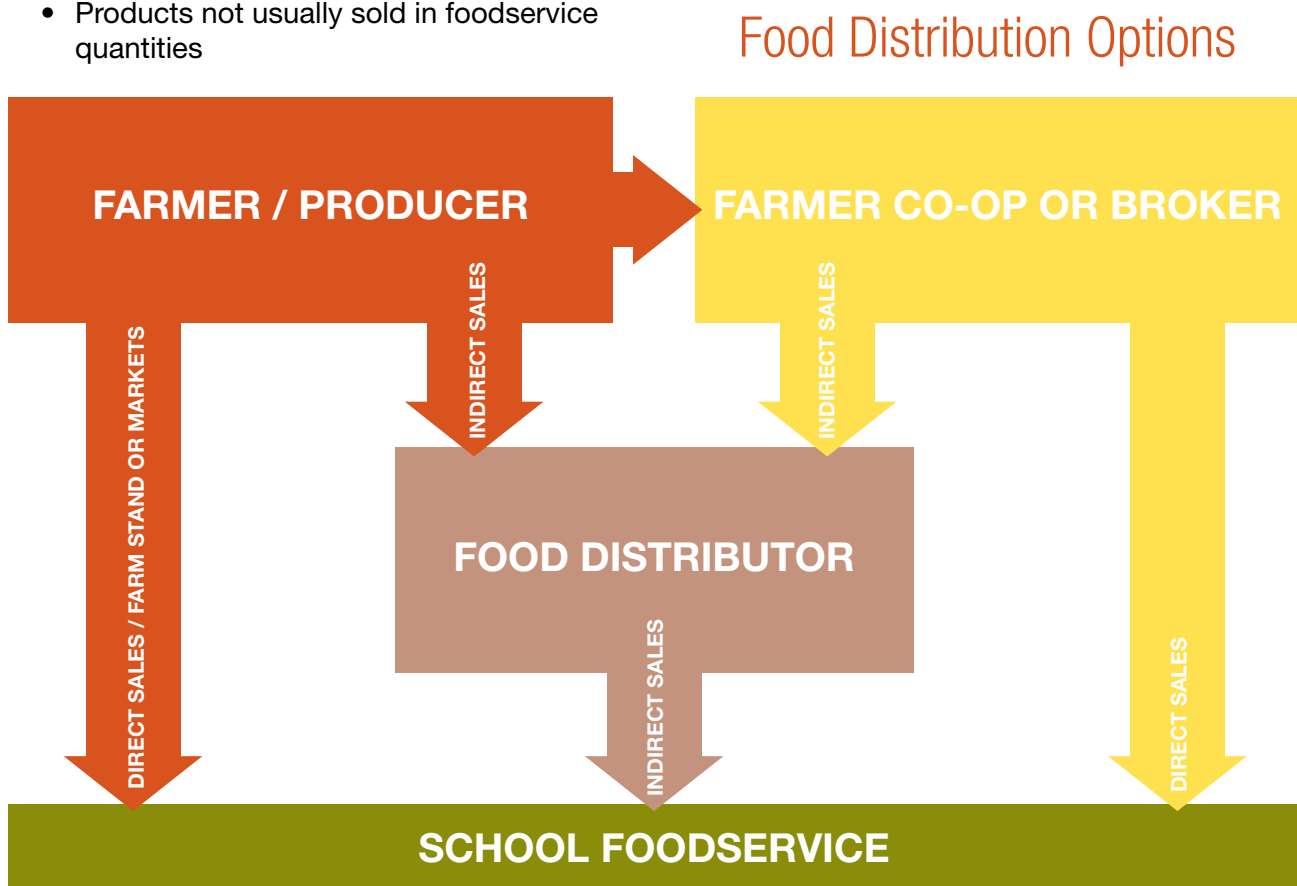 • Products not usually sold in foodservice
quantities
Food Distribution Options
FARMER / PRODUCER
FARMER CO-OP OR BROKER
DIRECT SALES / FARM STAND OR MARKETS
INDIRECT SALES
INDIRECT SALES
FOOD DISTRIBUTOR
INDIRECT SALES
DIRECT SALES
SCHOOL FOODSERVICE